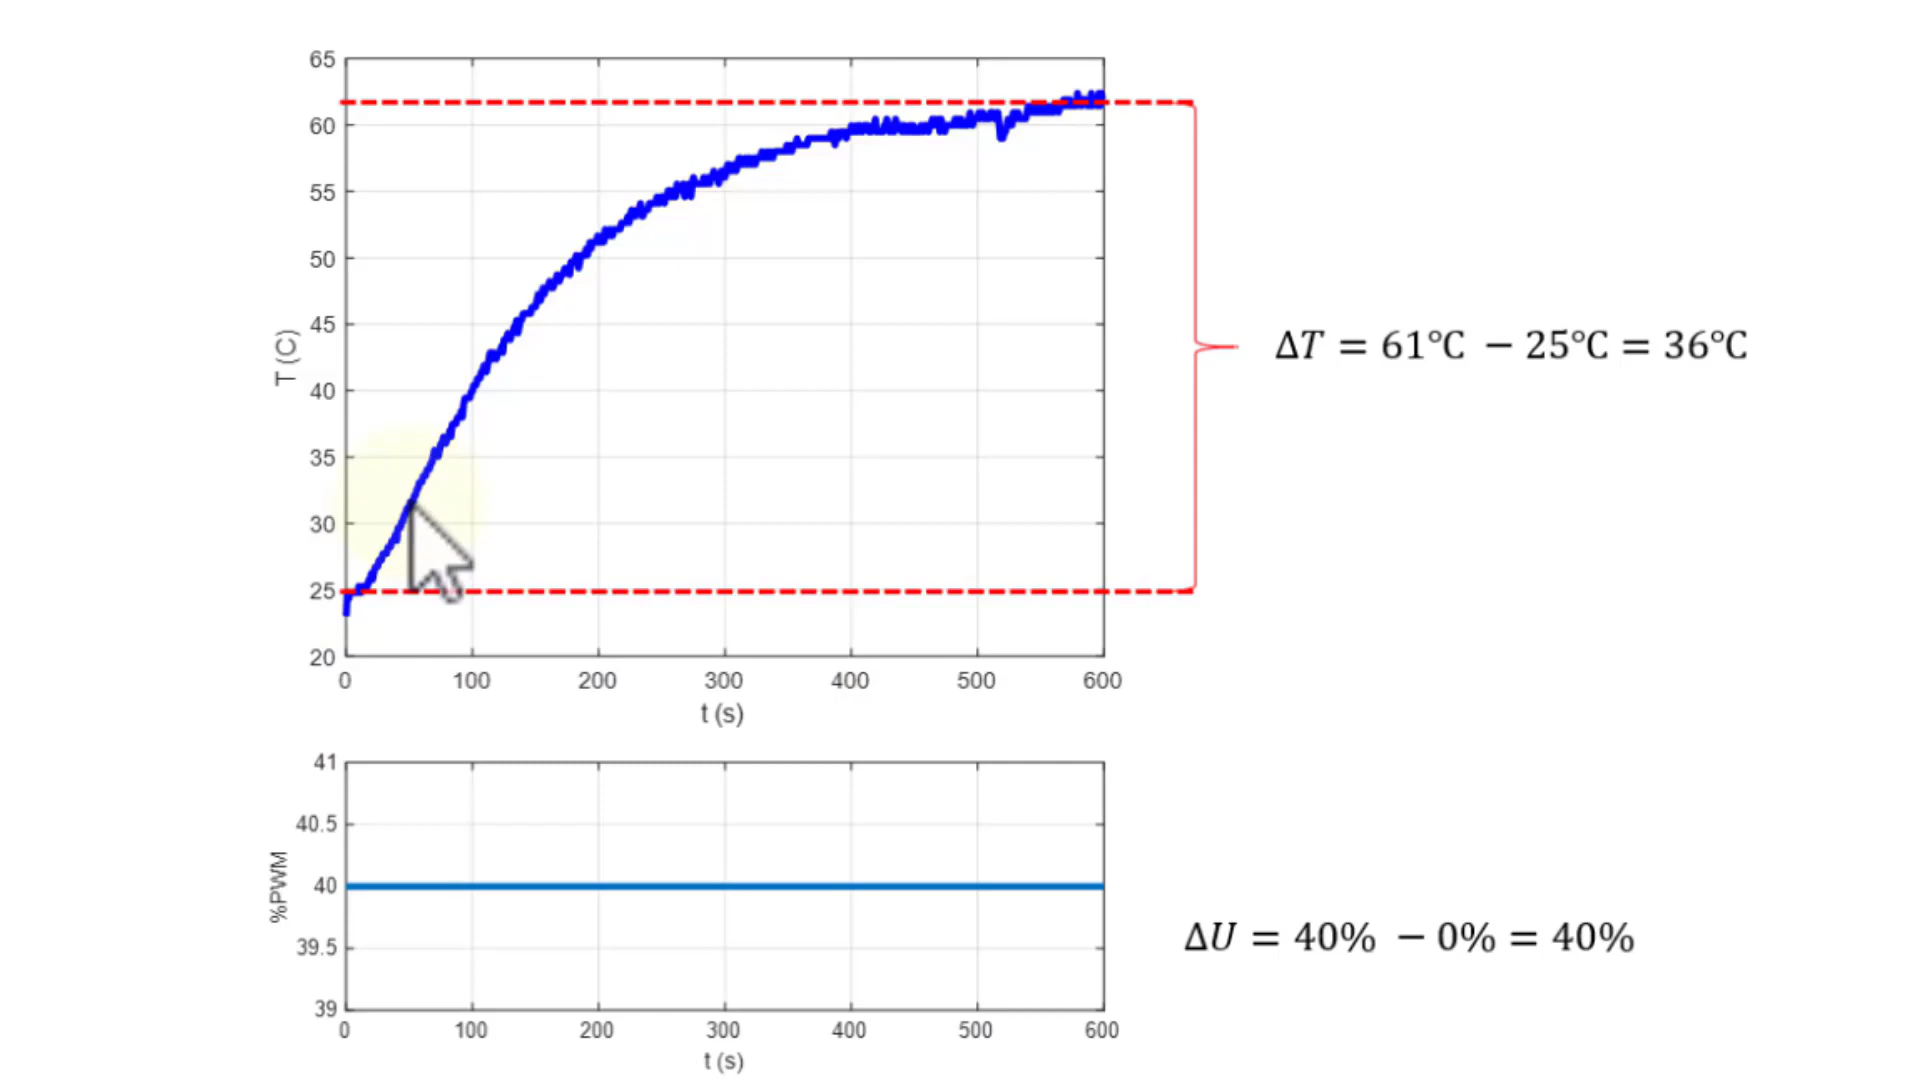 65
60
55
50
45
40
35
30
25
20
T (C)
0 100 200 300 400 500 600
t (s)
ΔT = 61°C − 25°C = 36°C
41
40.5
40
39.5
39
%PWM
0 100 200 300 400 500 600
t (s)
ΔU = 40% − 0% = 40%